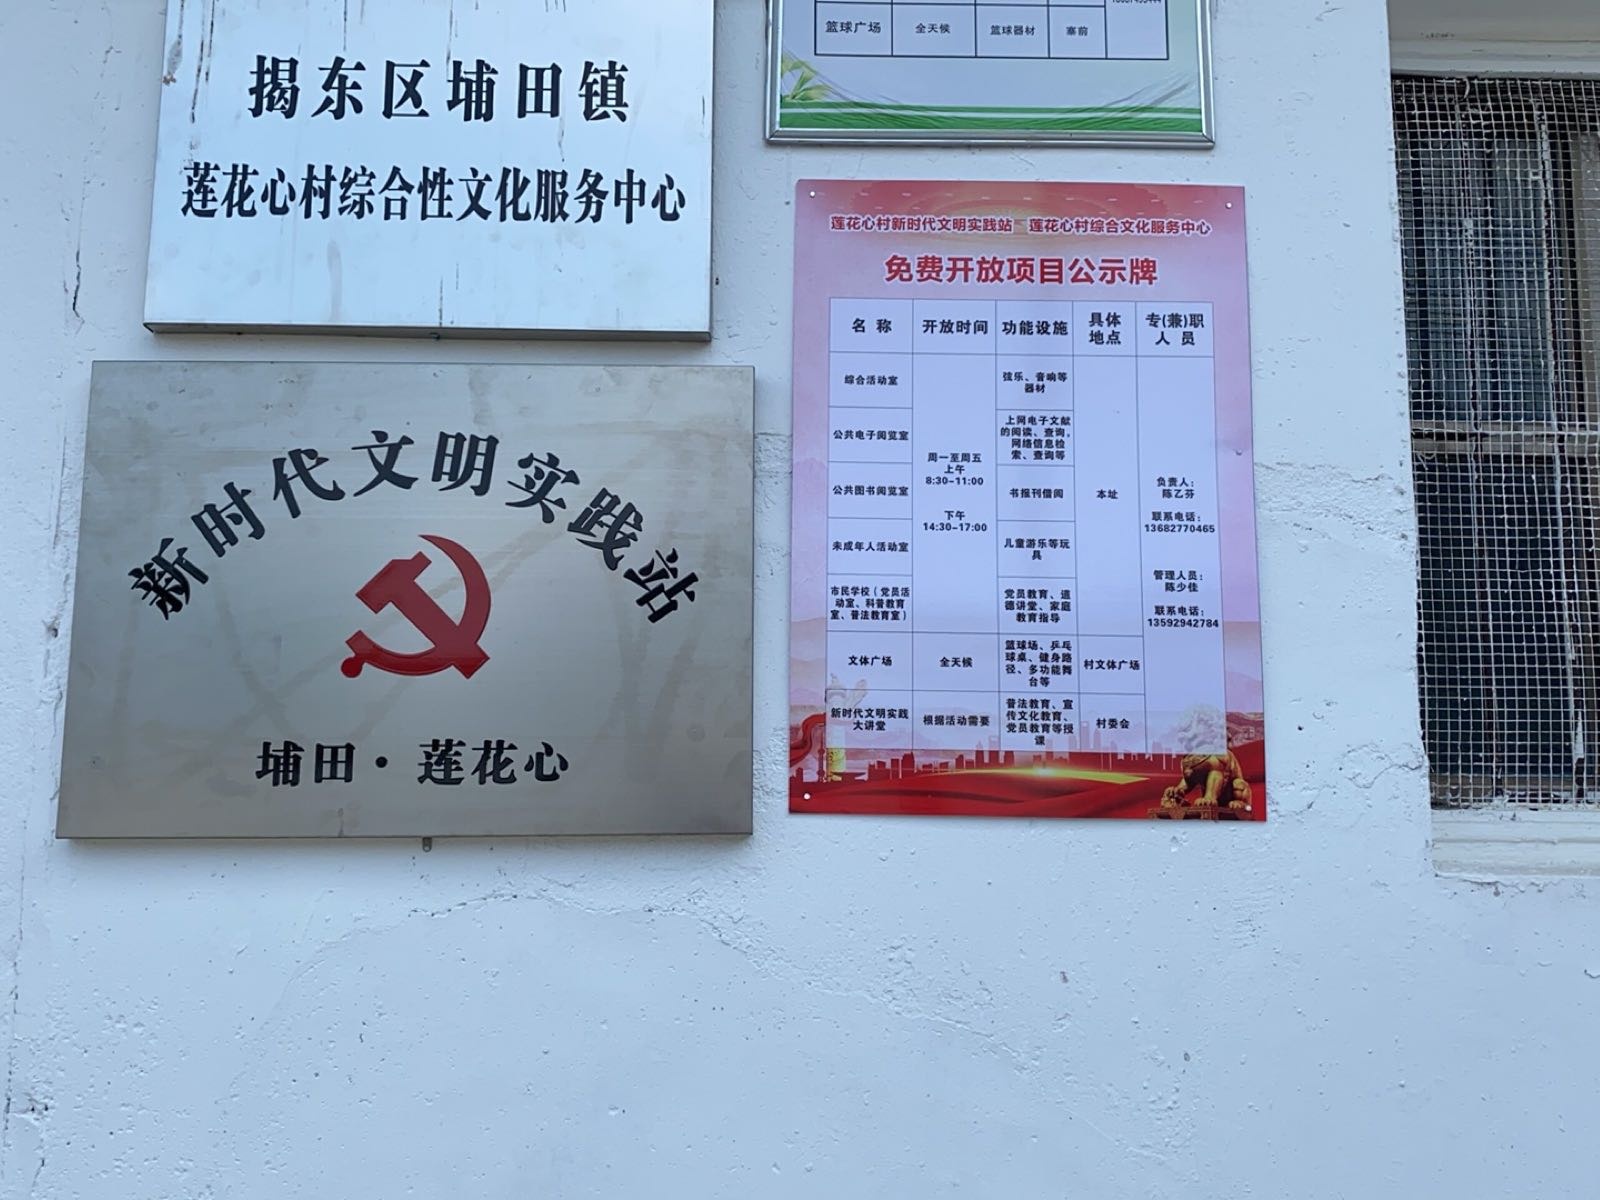 揭东区埔田镇
莲花心村综合性文化服务中心
新时代文明实践站
埔田·莲花心
篮球广场 全天候 篮球器材 寨前
莲花心村新时代文明实践站 莲花心村综合文化服务中心
免费开放项目公示牌
名 称 开放时间 功能设施 具体 专(兼)职
地点 人 员
综合活动室
弦乐、音响等
器材
公共电子阅览室
上网电子文献
的阅读、查询,
网络信息检
索、查询等
公共图书阅览室
书报刊借阅
未成年人活动室
儿童游乐等玩
具
市民学校(党员活
动室、科普教育
室、普法教育室)
党员教育、道
德讲堂、家庭
教育指导
周一至周五
上午
8:30-11:00
下午
14:30-17:00
本址
负责人:
陈乙芬
联系电话:
13682770465
管理人员:
陈少佳
联系电话:
13592942784
文体广场
全天候
篮球场、乒乓
球桌、健身路
径、多功能舞
台等
村文体广场
新时代文明实践
大讲堂
根据活动需要
普法教育、宣
传文化教育、
党员教育等授
课
村委会